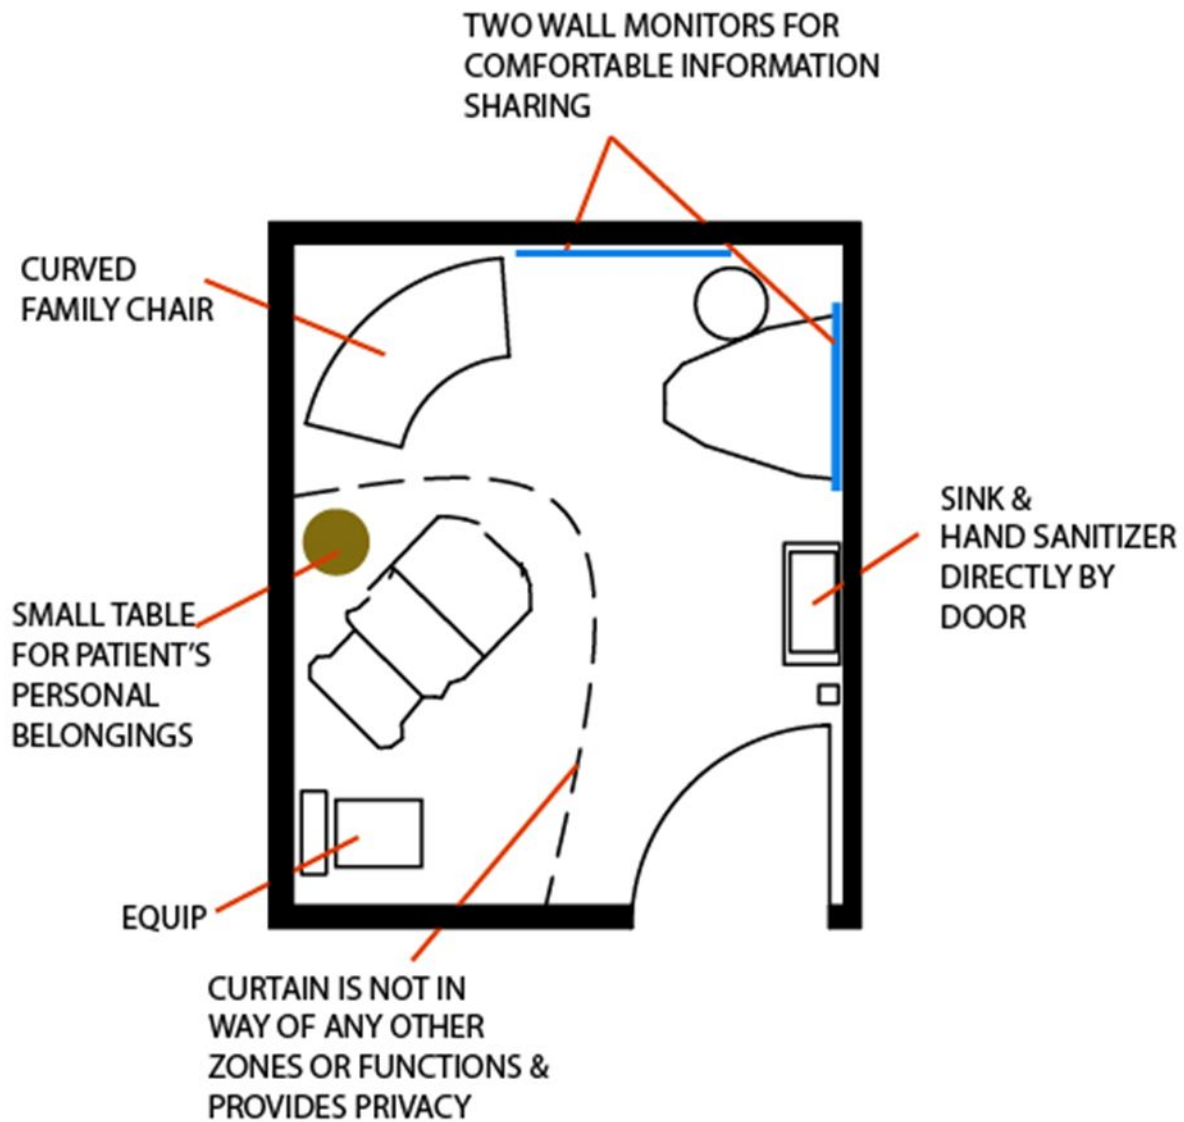 TWO WALL MONITORS FOR
COMFORTABLE INFORMATION
SHARING
CURVED
FAMILY CHAIR
SINK &
HAND SANITIZER
DIRECTLY BY
DOOR
SMALL TABLE
FOR PATIENT'S
PERSONAL
BELONGINGS
EQUIP
CURTAIN IS NOT IN
WAY OF ANY OTHER
ZONES OR FUNCTIONS &
PROVIDES PRIVACY